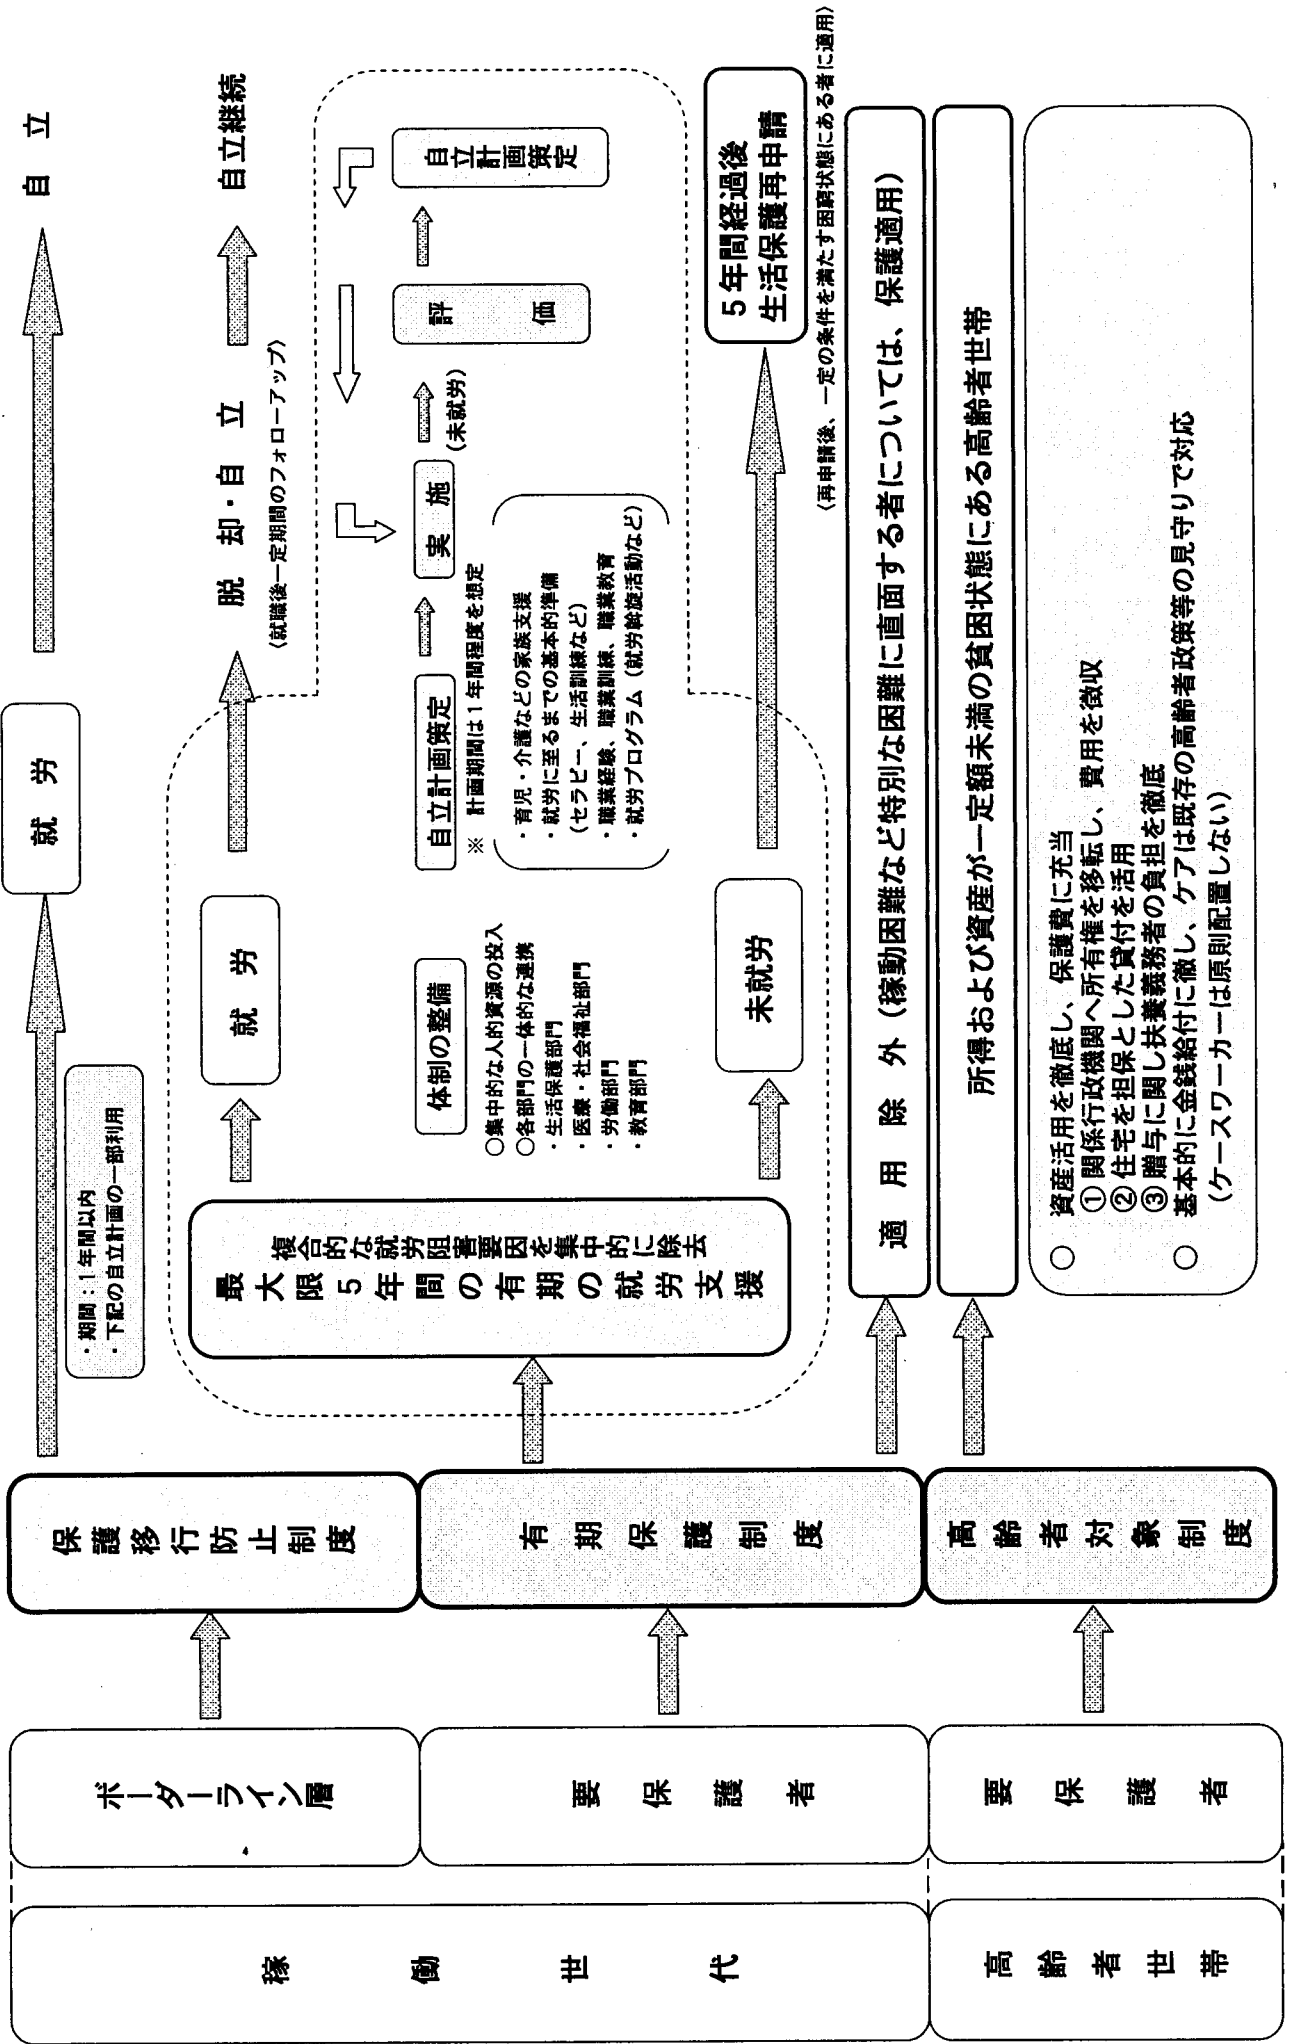 稼働世代
高齢者世帯
ボーダーライン層
要保護者
要保護者
保護移行防止制度
有期保護制度
高齢者対象制度
・期間：1年間以内
・下記の自立計画の一部利用
就労
自立
最大限5年間の有期の就労支援
複合的な就労阻害要因を集中的に除去
就労
脱却・自立
〈就職後一定期間のフォローアップ〉
自立継続
体制の整備
○集中的な人的資源の投入
○各部門の一体的な連携
・生活保護部門
・医療・社会福祉部門
・労働部門
・教育部門
自立計画策定
※ 計画期間は1年間程度を想定
・育児・介護などの家族支援
・就労に至るまでの基本的準備
（セラピー、生活訓練など）
・職業経験、職業訓練、職業教育
・就労プログラム（就労斡旋活動など）
実施
（未就労）
評価
自立計画策定
未就労
5年間経過後
生活保護再申請
〈再申請後、一定の条件を満たす困窮状態にある者に適用〉
適用除外（稼動困難など特別な困難に直面する者については、保護適用）
所得および資産が一定額未満の貧困状態にある高齢者世帯
○ 資産活用を徹底し、保護費に充当
① 関係行政機関へ所有権を移転し、費用を徴収
② 住宅を担保とした貸付を活用
③ 贈与に関し扶養義務者の負担を徹底
○ 基本的に金銭給付に徹し、ケアは既存の高齢者政策等の見守りで対応
（ケースワーカーは原則配置しない）